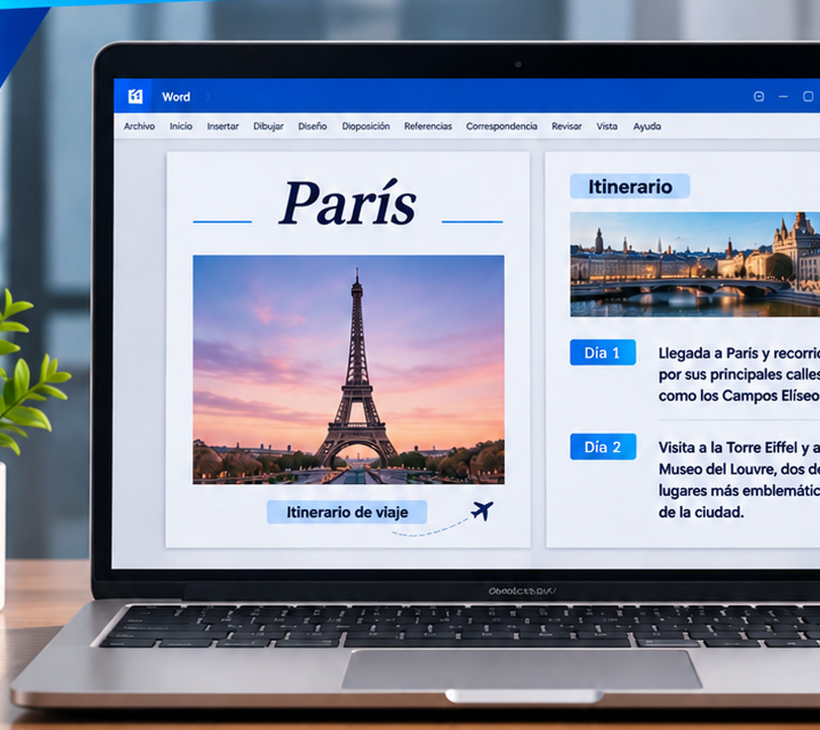 Word
Archivo Inicio Insertar Dibujar Diseño Disposición Referencias Correspondencia Revisar Vista Ayuda
París
Itinerario de viaje
Itinerario
Día 1
Llegada a París y recorri
por sus principales calles
como los Campos Elíseo
Día 2
Visita a la Torre Eiffel y a
Museo del Louvre, dos de
lugares más emblemátic
de la ciudad.